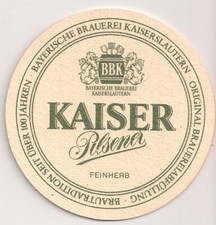 BAYERISCHE BRAUEREI KAISERSLAUTERN · ORIGINAL BRAUEREIABFÜLLUNG · BRAUTRADITION SEIT ÜBER 100 JAHREN ·
BBK
BAYERISCHE BRAUEREI
KAISERSLAUTERN
KAISER
Pilsener
FEINHERB